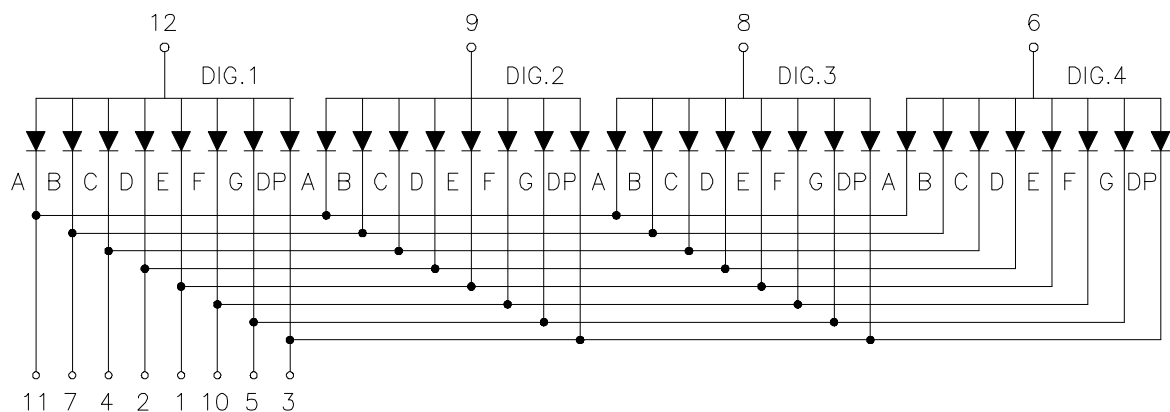 12 9 8 6
DIG.1 DIG.2 DIG.3 DIG.4
A B C D E F G DP A B C D E F G DP A B C D E F G DP A B C D E F G DP
11 7 4 2 1 10 5 3